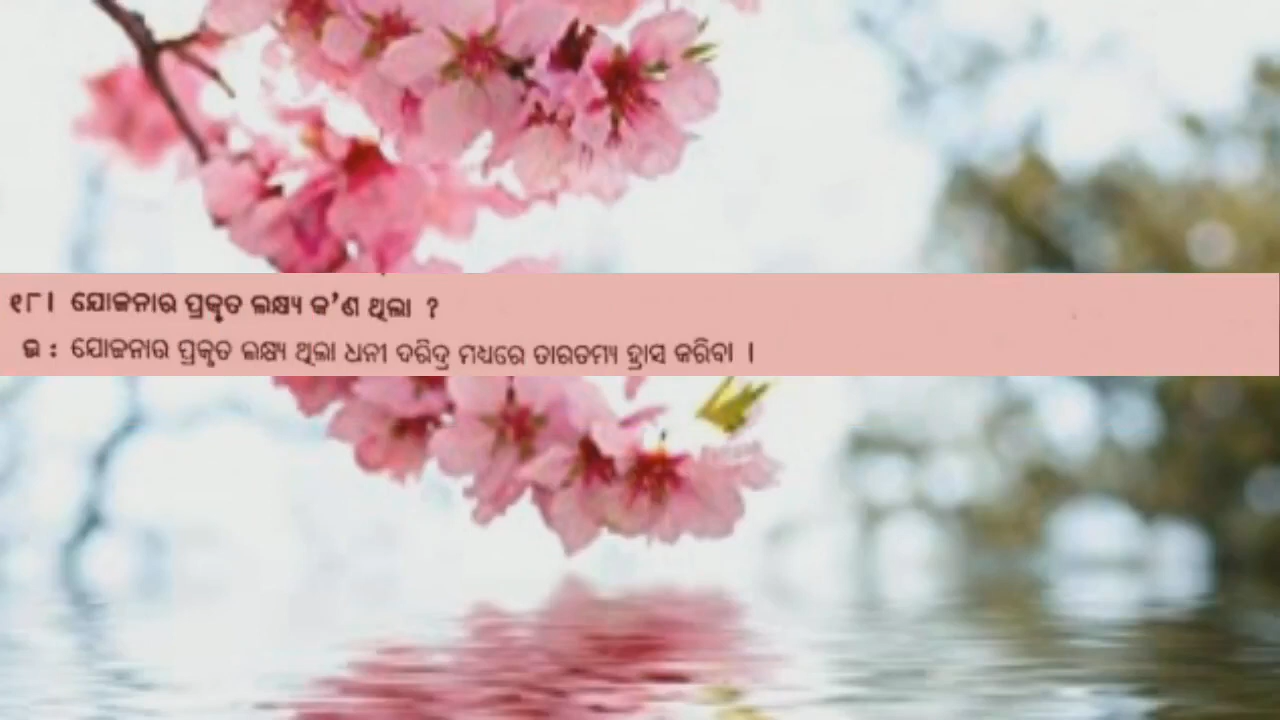 ୧୮। ଯୋଜନାର ପ୍ରକୃତ ଲକ୍ଷ୍ୟ କ'ଣ ଥିଲା ?
ଉ : ଯୋଜନାର ପ୍ରକୃତ ଲକ୍ଷ୍ୟ ଥିଲା ଧନୀ ଦରିଦ୍ର ମଧ୍ୟରେ ତାରତମ୍ୟ ହ୍ରାସ କରିବା ।